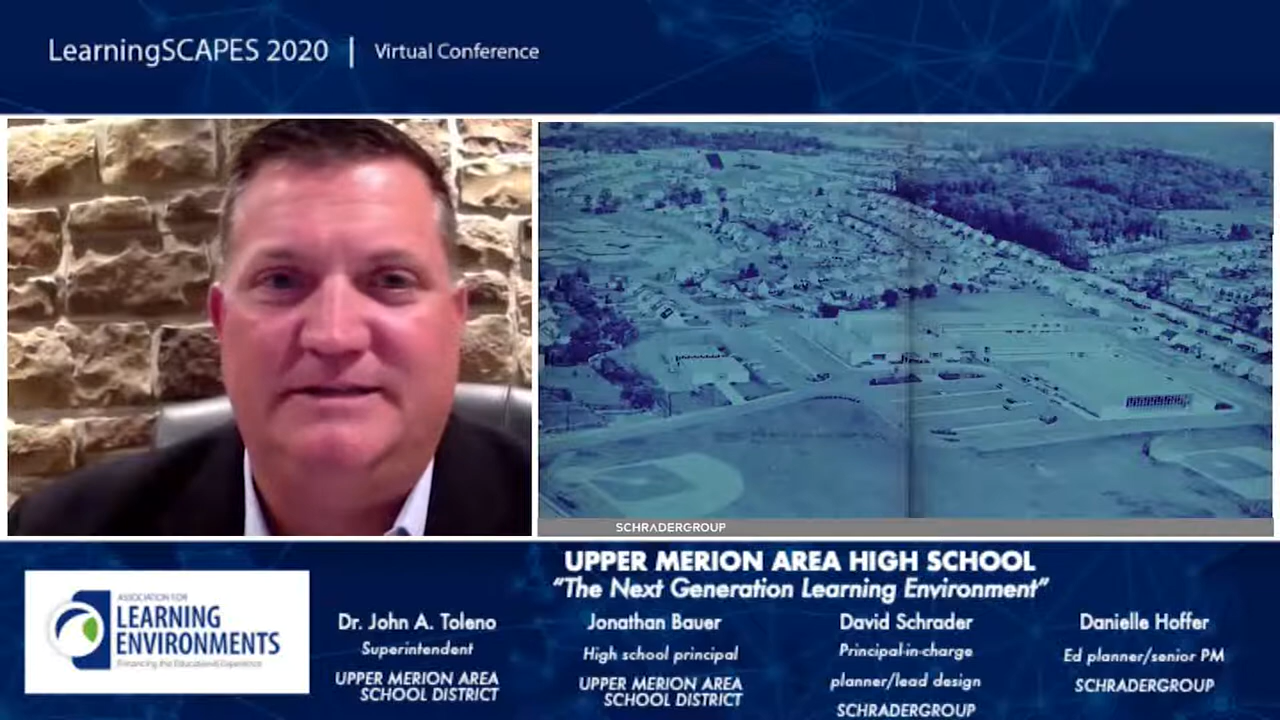 LearningSCAPES 2020 | Virtual Conference
SCHRADERGROUP
UPPER MERION AREA HIGH SCHOOL
“The Next Generation Learning Environment”
ASSOCIATION FOR
LEARNING
ENVIRONMENTS
Enhancing the Educational Experience
Dr. John A. Toleno
Superintendent
UPPER MERION AREA
SCHOOL DISTRICT
Jonathan Bauer
High school principal
UPPER MERION AREA
SCHOOL DISTRICT
David Schrader
Principal-in-charge
planner/lead design
SCHRADERGROUP
Danielle Hoffer
Ed planner/senior PM
SCHRADERGROUP